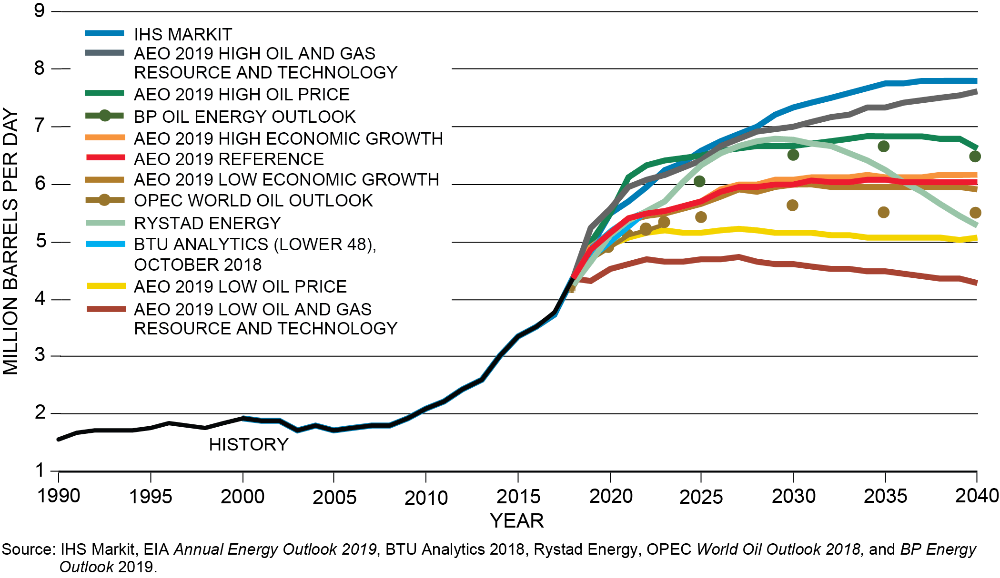 9
8
7
6
5
4
3
2
1
MILLION BARRELS PER DAY
IHS MARKIT
AEO 2019 HIGH OIL AND GAS
RESOURCE AND TECHNOLOGY
AEO 2019 HIGH OIL PRICE
BP OIL ENERGY OUTLOOK
AEO 2019 HIGH ECONOMIC GROWTH
AEO 2019 REFERENCE
AEO 2019 LOW ECONOMIC GROWTH
OPEC WORLD OIL OUTLOOK
RYSTAD ENERGY
BTU ANALYTICS (LOWER 48),
OCTOBER 2018
AEO 2019 LOW OIL PRICE
AEO 2019 LOW OIL AND GAS
RESOURCE AND TECHNOLOGY
HISTORY
1990 1995 2000 2005 2010 2015 2020 2025 2030 2035 2040
YEAR
Source: IHS Markit, EIA Annual Energy Outlook 2019, BTU Analytics 2018, Rystad Energy, OPEC World Oil Outlook 2018, and BP Energy
Outlook 2019.